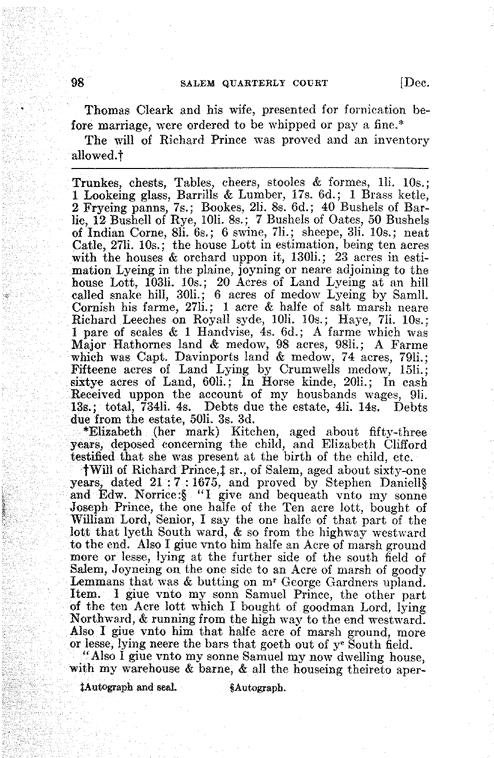 98 SALEM QUARTERLY COURT [Dec.
Thomas Cleark and his wife, presented for fornication be-
fore marriage, were ordered to be whipped or pay a fine.*
The will of Richard Prince was proved and an inventory
allowed.†
Trunkes, chests, Tables, cheers, stooles & formes, 1li. 10s.;
1 Lookeing glass, Barrills & Lumber, 17s. 6d.; 1 Brass ketle,
2 Fryeing panns, 7s.; Bookes, 2li. 8s. 6d.; 40 Bushels of Bar-
lie, 12 Bushell of Rye, 10li. 8s.; 7 Bushels of Oates, 50 Bushels
of Indian Corne, 8li. 6s.; 6 swine, 7li.; sheepe, 3li. 10s.; neat
Catle, 27li. 10s.; the house Lott in estimation, being ten acres
with the houses & orchard uppon it, 130li.; 23 acres in esti-
mation Lyeing in the plaine, joyning or neare adjoining to the
house Lott, 103li. 10s.; 20 Acres of Land Lyeing at an hill
called snake hill, 30li.; 6 acres of medow Lyeing by Samll.
Cornish his farme, 27li.; 1 acre & halfe of salt marsh neare
Richard Leeches on Royall syde, 10li. 10s.; Haye, 7li. 10s.;
1 pare of scales & 1 Handvise, 4s. 6d.; A farme which was
Major Hathornes land & medow, 98 acres, 98li.; A Farme
which was Capt. Davinports land & medow, 74 acres, 79li.;
Fifteene acres of Land Lying by Crumwells medow, 15li.;
sixtye acres of Land, 60li.; In Horse kinde, 20li.; In cash
Received uppon the account of my housbands wages, 9li.
13s.; total, 734li. 4s. Debts due the estate, 4li. 14s. Debts
due from the estate, 50li. 3s. 3d.
*Elizabeth (her mark) Kitchen, aged about fifty-three
years, deposed concerning the child, and Elizabeth Clifford
testified that she was present at the birth of the child, etc.
†Will of Richard Prince,‡ sr., of Salem, aged about sixty-one
years, dated 21 : 7 : 1675, and proved by Stephen Daniell§
and Edw. Norrice:§ "I give and bequeath vnto my sonne
Joseph Prince, the one halfe of the Ten acre lott, bought of
William Lord, Senior, I say the one halfe of that part of the
lott that lyeth South ward, & so from the highway westward
to the end. Also I giue vnto him halfe an Acre of marsh ground
more or lesse, lying at the further side of the south field of
Salem, Joyneing on the one side to an Acre of marsh of goody
Lemmans that was & butting on mr George Gardners upland.
Item. I giue vnto my sonn Samuel Prince, the other part
of the ten Acre lott which I bought of goodman Lord, lying
Northward, & running from the high way to the end westward.
Also I giue vnto him that halfe acre of marsh ground, more
or lesse, lying neere the bars that goeth out of ye South field.
"Also I giue vnto my sonne Samuel my now dwelling house,
with my warehouse & barne, & all the houseing theireto aper-
‡Autograph and seal. §Autograph.